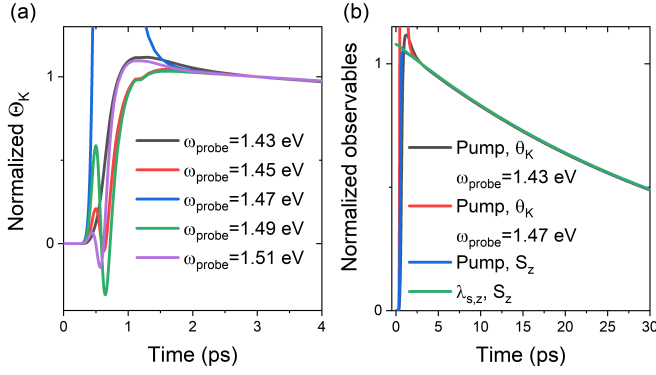 (a)
Normalized Θ_K
1
0
ω_probe=1.43 eV
ω_probe=1.45 eV
ω_probe=1.47 eV
ω_probe=1.49 eV
ω_probe=1.51 eV
0 1 2 3 4
Time (ps)
(b)
Normalized observables
1
0
Pump, θ_K
ω_probe=1.43 eV
Pump, θ_K
ω_probe=1.47 eV
Pump, S_z
λ_s,z, S_z
0 5 10 15 20 25 30
Time (ps)